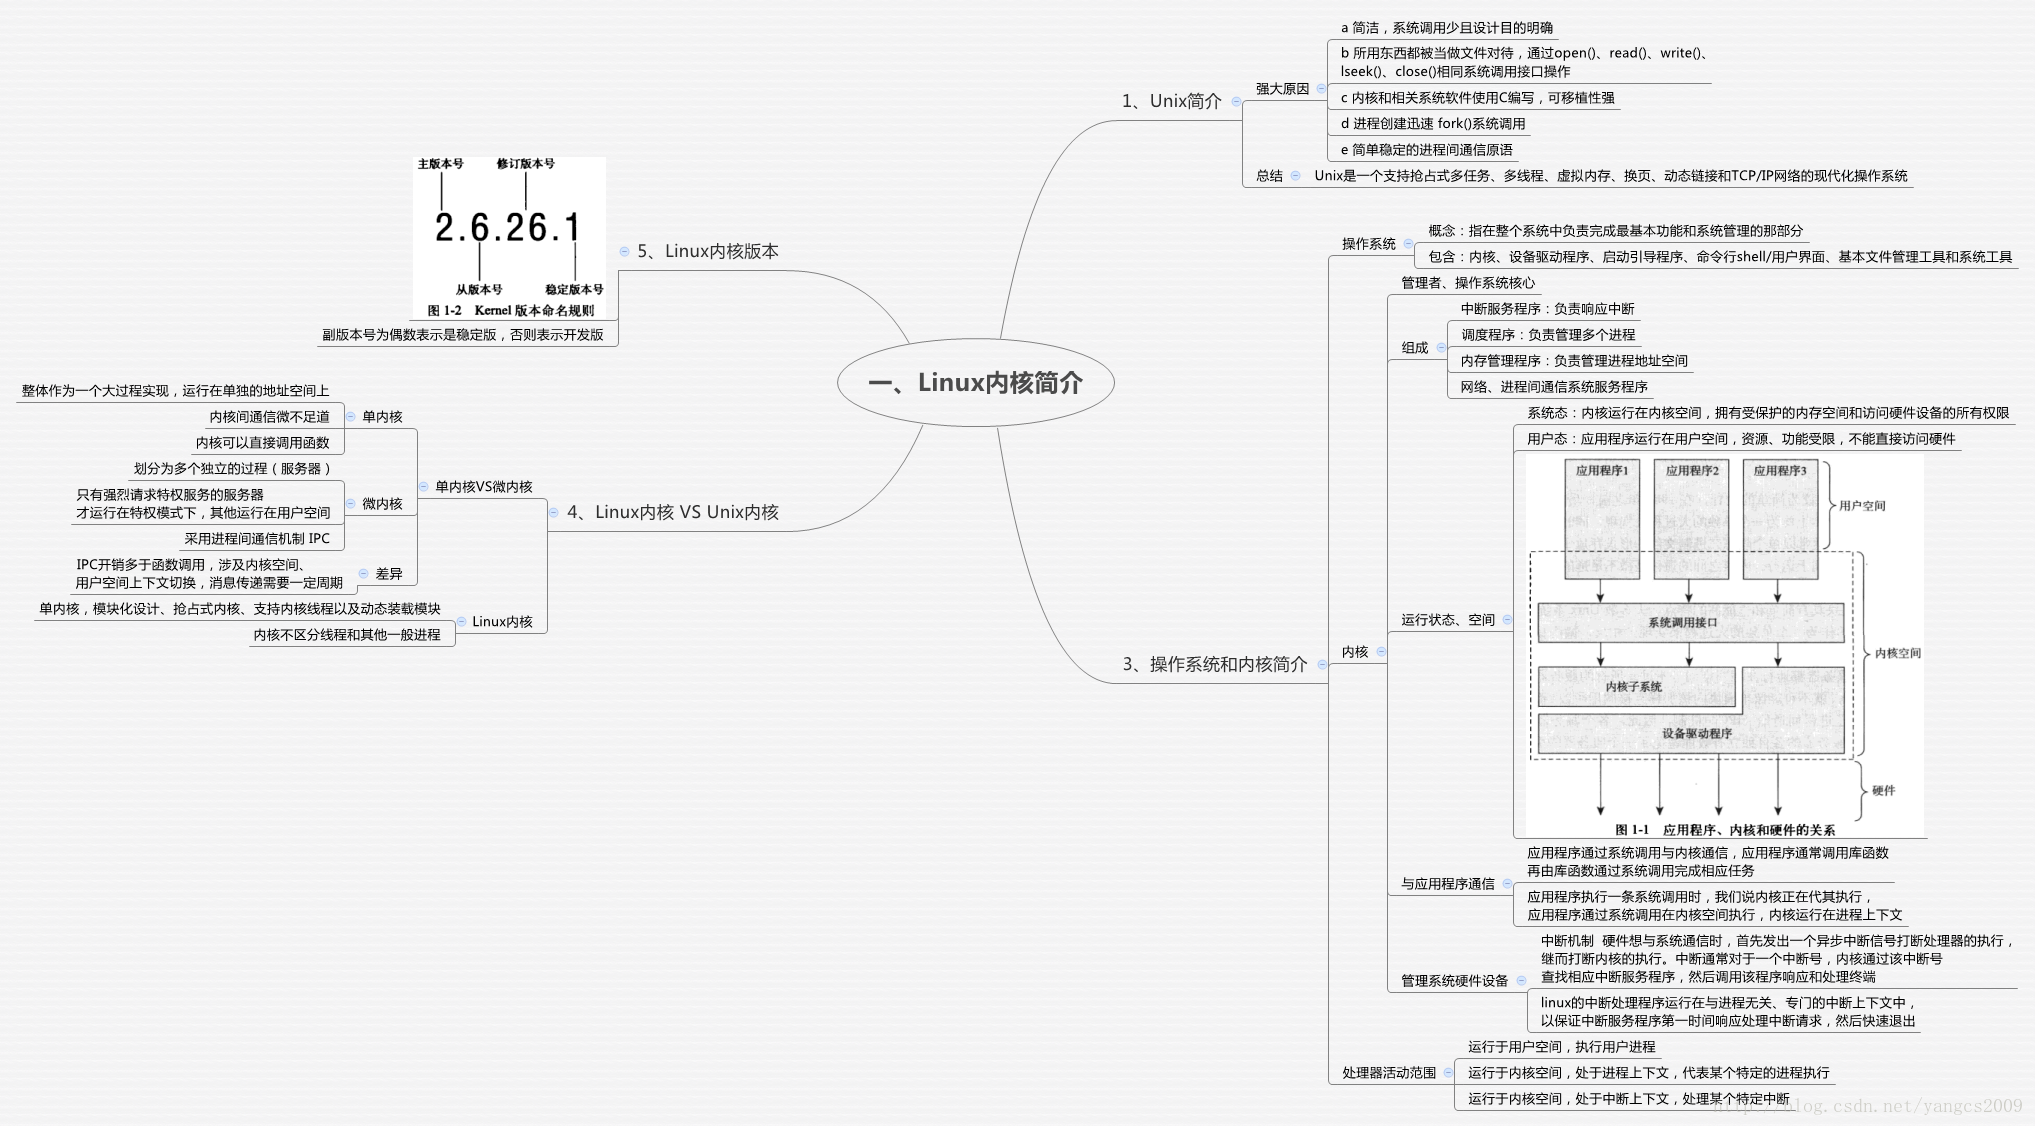 一、Linux内核简介
1、Unix简介
强大原因
a 简洁，系统调用少且设计目的明确
b 所用东西都被当做文件对待，通过open()、read()、write()、
lseek()、close()相同系统调用接口操作
c 内核和相关系统软件使用C编写，可移植性强
d 进程创建迅速 fork()系统调用
e 简单稳定的进程间通信原语
总结
Unix是一个支持抢占式多任务、多线程、虚拟内存、换页、动态链接和TCP/IP网络的现代化操作系统
3、操作系统和内核简介
操作系统
概念：指在整个系统中负责完成最基本功能和系统管理的那部分
包含：内核、设备驱动程序、启动引导程序、命令行shell/用户界面、基本文件管理工具和系统工具
内核
管理者、操作系统核心
组成
中断服务程序：负责响应中断
调度程序：负责管理多个进程
内存管理程序：负责管理进程地址空间
网络、进程间通信系统服务程序
运行状态、空间
系统态：内核运行在内核空间，拥有受保护的内存空间和访问硬件设备的所有权限
用户态：应用程序运行在用户空间，资源、功能受限，不能直接访问硬件
应用程序1
应用程序2
应用程序3
用户空间
系统调用接口
内核子系统
内核空间
设备驱动程序
硬件
图 1-1 应用程序、内核和硬件的关系
与应用程序通信
应用程序通过系统调用与内核通信，应用程序通常调用库函数
再由库函数通过系统调用完成相应任务
应用程序执行一条系统调用时，我们说内核正在代其执行，
应用程序通过系统调用在内核空间执行，内核运行在进程上下文
管理系统硬件设备
中断机制 硬件想与系统通信时，首先发出一个异步中断信号打断处理器的执行，
继而打断内核的执行。中断通常对于一个中断号，内核通过该中断号
查找相应中断服务程序，然后调用该程序响应和处理终端
linux的中断处理程序运行在与进程无关、专门的中断上下文中，
以保证中断服务程序第一时间响应处理中断请求，然后快速退出
处理器活动范围
运行于用户空间，执行用户进程
运行于内核空间，处于进程上下文，代表某个特定的进程执行
运行于内核空间，处于中断上下文，处理某个特定中断
4、Linux内核 VS Unix内核
单内核VS微内核
单内核
整体作为一个大过程实现，运行在单独的地址空间上
内核间通信微不足道
内核可以直接调用函数
微内核
划分为多个独立的过程（服务器）
只有强烈请求特权服务的服务器
才运行在特权模式下，其他运行在用户空间
采用进程间通信机制 IPC
差异
IPC开销多于函数调用，涉及内核空间、
用户空间上下文切换，消息传递需要一定周期
Linux内核
单内核，模块化设计、抢占式内核、支持内核线程以及动态装载模块
内核不区分线程和其他一般进程
5、Linux内核版本
主版本号
修订版本号
2.6.26.1
从版本号
稳定版本号
图 1-2 Kernel 版本命名规则
副版本号为偶数表示是稳定版，否则表示开发版
http://blog.csdn.net/yangcs2009